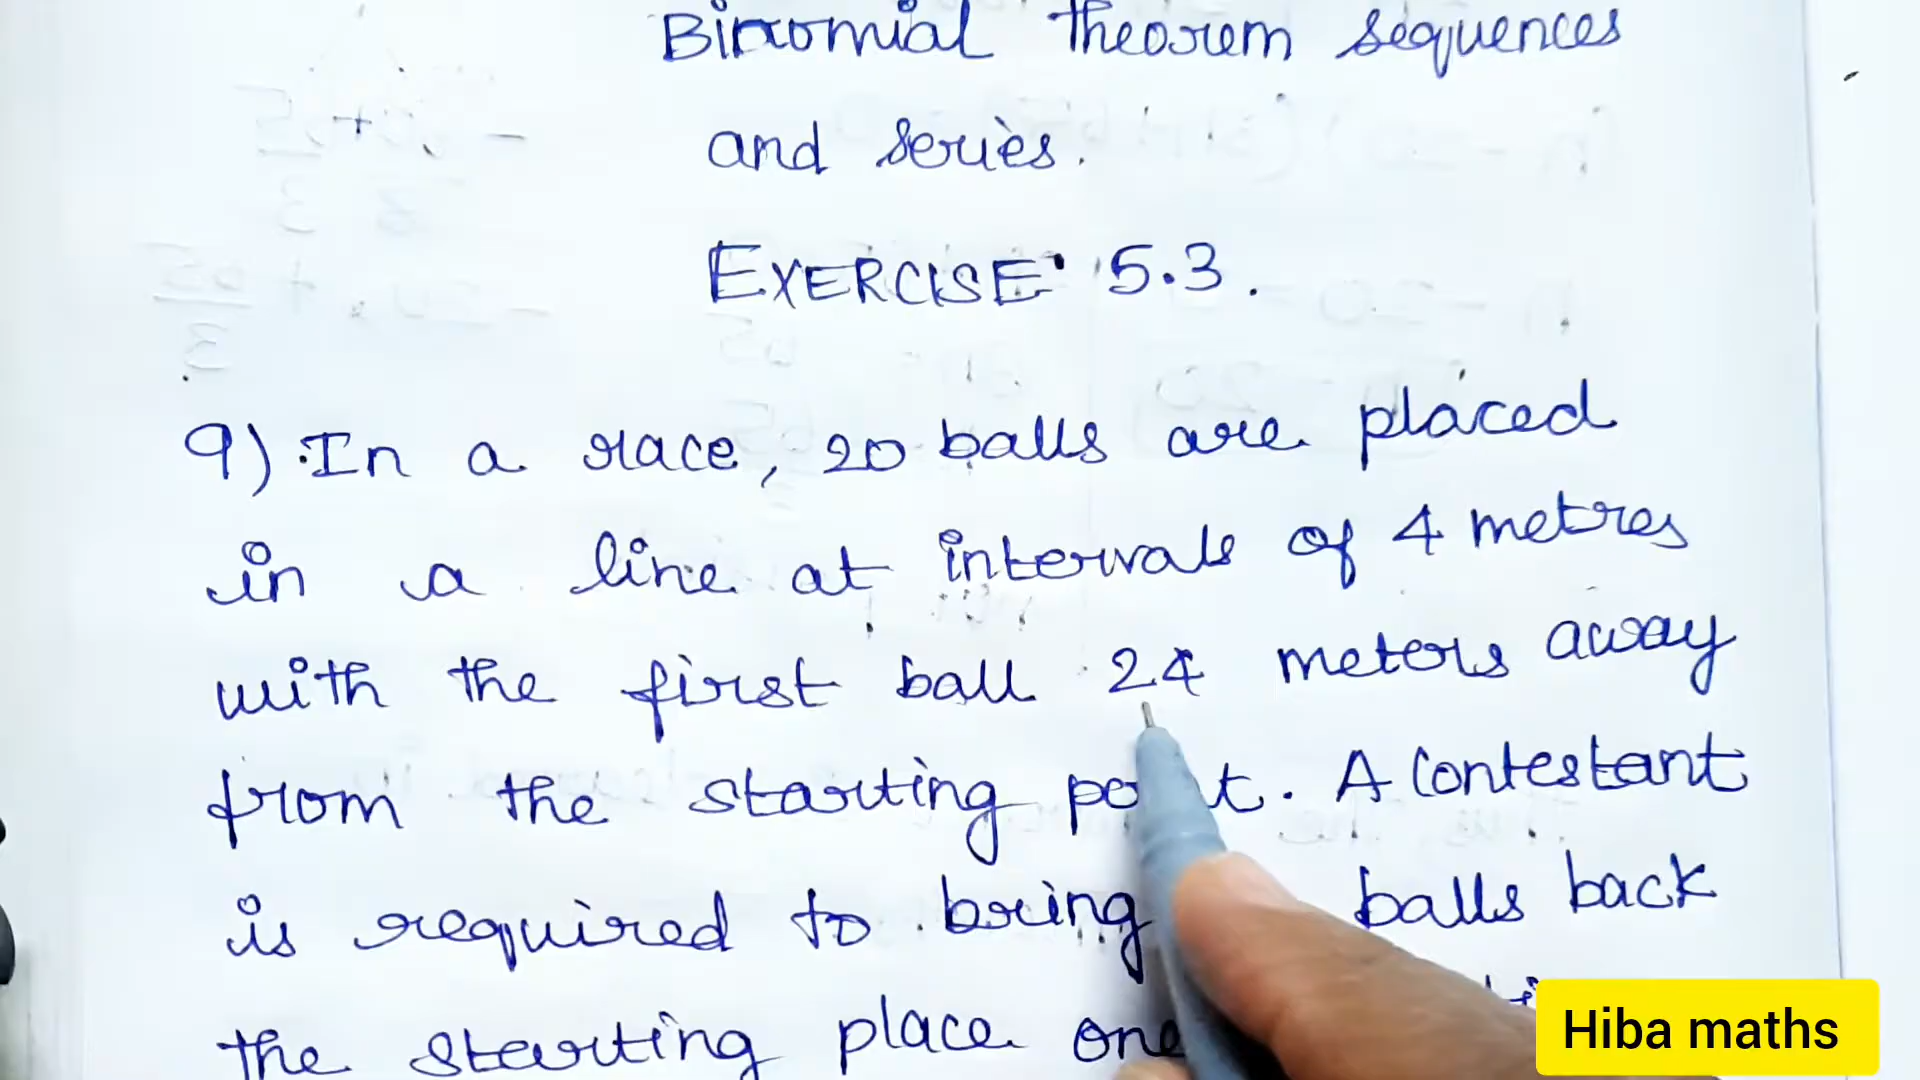 Binomial Theorem sequences
and series.
EXERCISE 5.3.
9) In a race, 20 balls are placed
in a line at intervals of 4 metres
with the first ball 24 meters away
from the starting point. A contestant
is required to bring balls back
the starting place one
Hiba maths